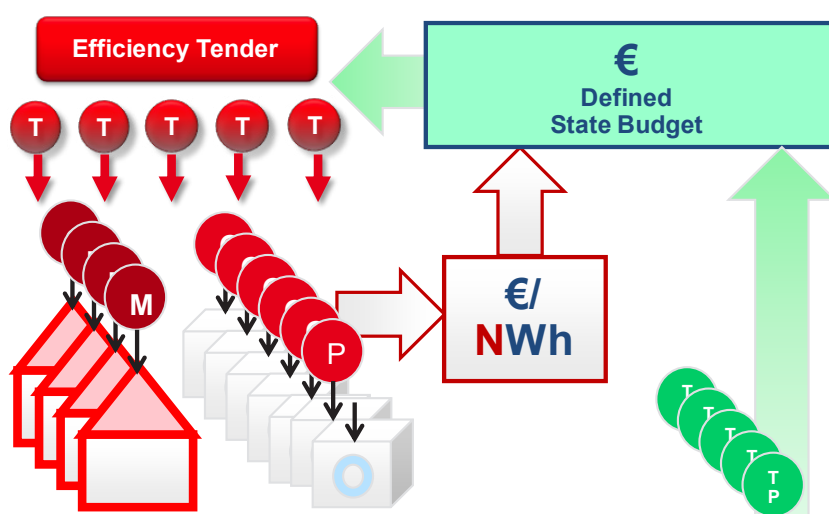 Efficiency Tender
€
Defined
State Budget
T T T T T
M
P
€/
NWh
T
T
T
T
T
P